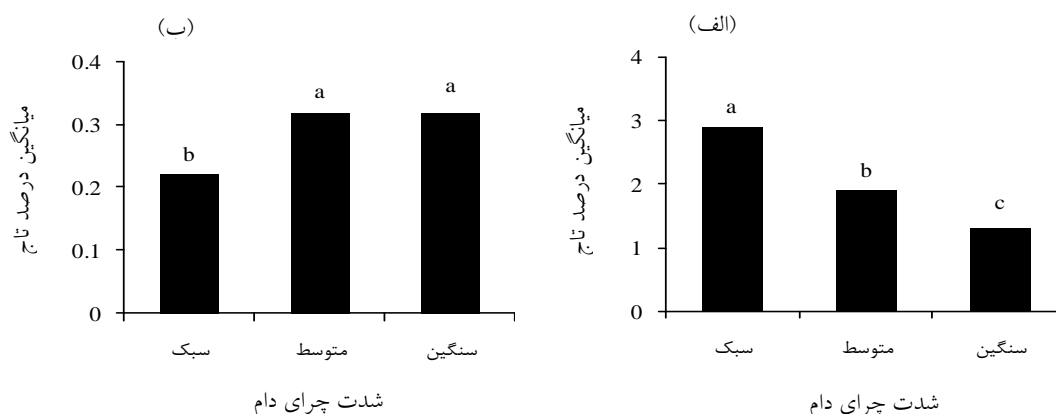 (الف)
میانگین درصد تاج
4
3
2
1
0
a
b
c
سبک
متوسط
سنگین
شدت چرای دام
(ب)
میانگین درصد تاج
0.4
0.3
0.2
0.1
0
b
a
a
سبک
متوسط
سنگین
شدت چرای دام